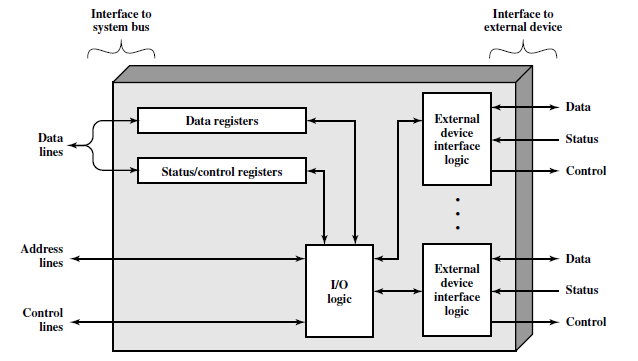 Interface to
system bus
Interface to
external device
Data registers
Status/control registers
Data
lines
Address
lines
Control
lines
I/O
logic
External
device
interface
logic
Data
Status
Control
External
device
interface
logic
Data
Status
Control